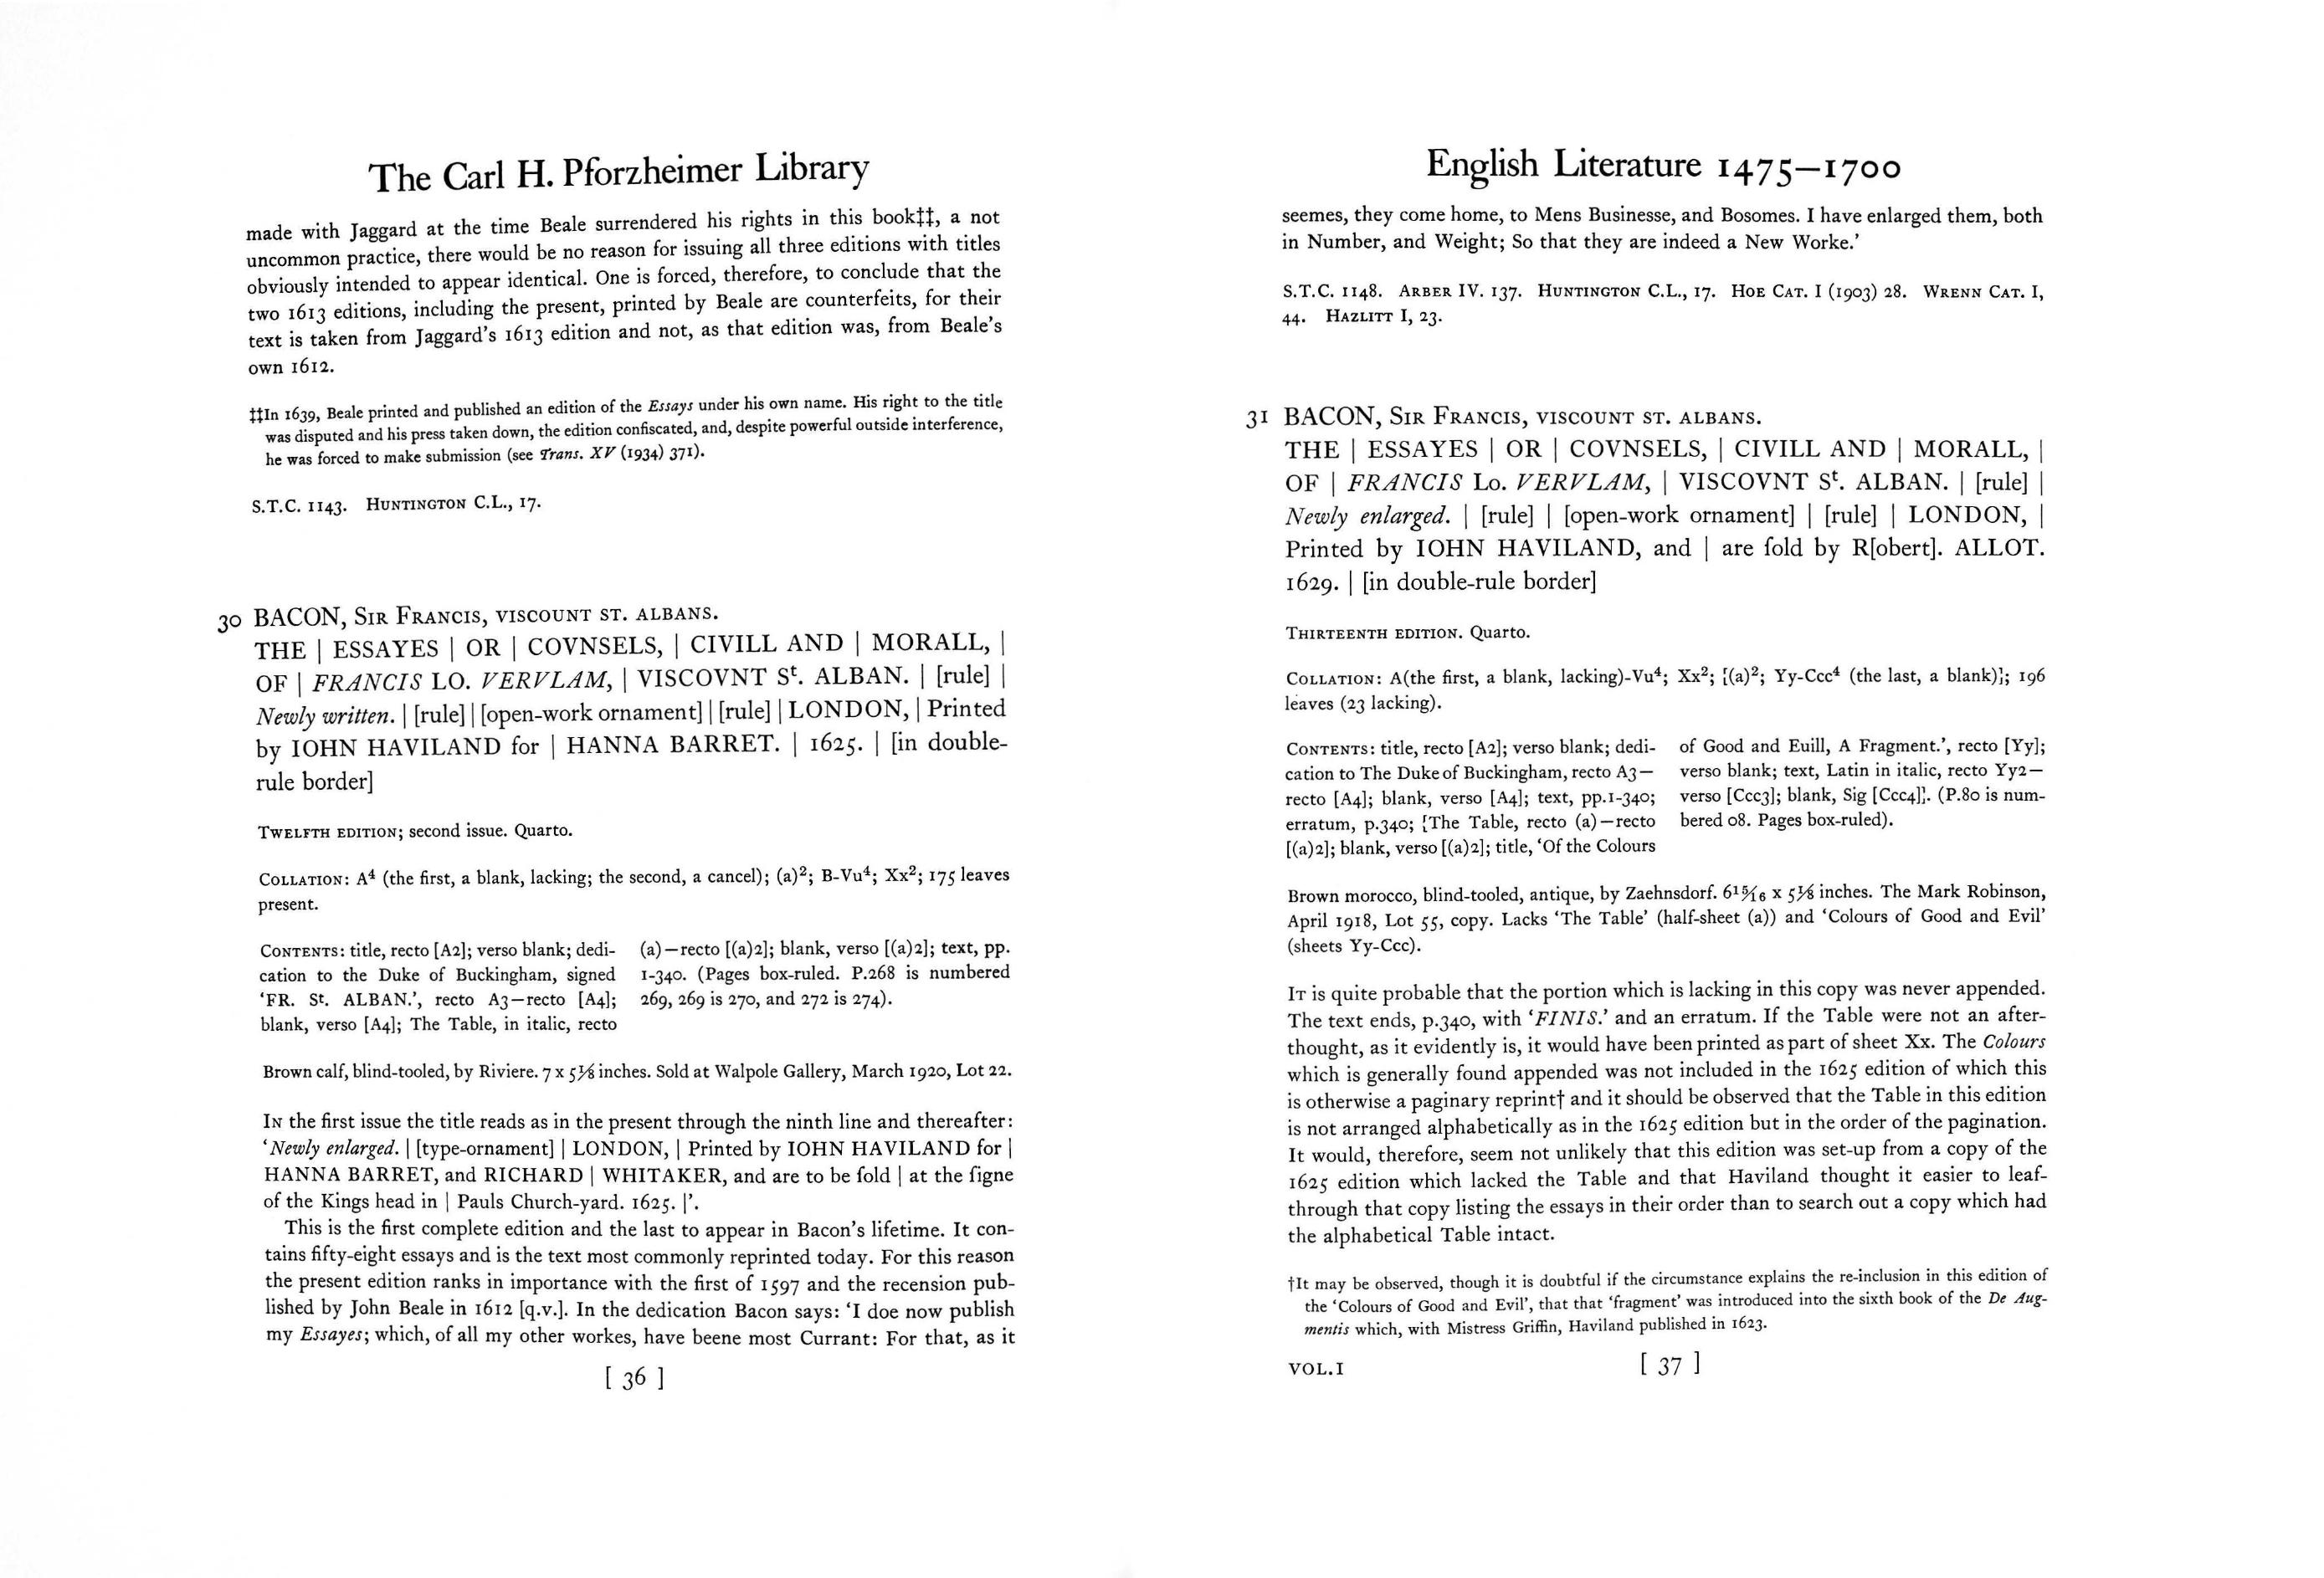 The Carl H. Pforzheimer Library
made with Jaggard at the time Beale surrendered his rights in this book‡‡, a not
uncommon practice, there would be no reason for issuing all three editions with titles
obviously intended to appear identical. One is forced, therefore, to conclude that the
two 1613 editions, including the present, printed by Beale are counterfeits, for their
text is taken from Jaggard's 1613 edition and not, as that edition was, from Beale's
own 1612.
‡‡In 1639, Beale printed and published an edition of the Essays under his own name. His right to the title
was disputed and his press taken down, the edition confiscated, and, despite powerful outside interference,
he was forced to make submission (see Trans. XV (1934) 371).
S.T.C. 1143. HUNTINGTON C.L., 17.
30 BACON, SIR FRANCIS, VISCOUNT ST. ALBANS.
THE | ESSAYES | OR | COVNSELS, | CIVILL AND | MORALL, |
OF | FRANCIS LO. VERVLAM, | VISCOVNT Sᵗ. ALBAN. | [rule] |
Newly written. | [rule] | [open-work ornament] | [rule] | LONDON, | Printed
by IOHN HAVILAND for | HANNA BARRET. | 1625. | [in double-
rule border]
TWELFTH EDITION; second issue. Quarto.
COLLATION: A⁴ (the first, a blank, lacking; the second, a cancel); (a)²; B-Vu⁴; Xx²; 175 leaves
present.
CONTENTS: title, recto [A2]; verso blank; dedi-
cation to the Duke of Buckingham, signed
'FR. St. ALBAN.', recto A3—recto [A4];
blank, verso [A4]; The Table, in italic, recto
(a)—recto [(a)2]; blank, verso [(a)2]; text, pp.
1-340. (Pages box-ruled. P.268 is numbered
269, 269 is 270, and 272 is 274).
Brown calf, blind-tooled, by Riviere. 7 x 5⅛ inches. Sold at Walpole Gallery, March 1920, Lot 22.
IN the first issue the title reads as in the present through the ninth line and thereafter:
'Newly enlarged. | [type-ornament] | LONDON, | Printed by IOHN HAVILAND for |
HANNA BARRET, and RICHARD | WHITAKER, and are to be ſold | at the ſigne
of the Kings head in | Pauls Church-yard. 1625. |'.
This is the first complete edition and the last to appear in Bacon's lifetime. It con-
tains fifty-eight essays and is the text most commonly reprinted today. For this reason
the present edition ranks in importance with the first of 1597 and the recension pub-
lished by John Beale in 1612 [q.v.]. In the dedication Bacon says: 'I doe now publish
my Essayes; which, of all my other workes, have beene most Currant: For that, as it
[ 36 ]
English Literature 1475—1700
seemes, they come home, to Mens Businesse, and Bosomes. I have enlarged them, both
in Number, and Weight; So that they are indeed a New Worke.'
S.T.C. 1148. ARBER IV. 137. HUNTINGTON C.L., 17. HOE CAT. I (1903) 28. WRENN CAT. I,
44. HAZLITT I, 23.
31 BACON, SIR FRANCIS, VISCOUNT ST. ALBANS.
THE | ESSAYES | OR | COVNSELS, | CIVILL AND | MORALL, |
OF | FRANCIS Lo. VERVLAM, | VISCOVNT Sᵗ. ALBAN. | [rule] |
Newly enlarged. | [rule] | [open-work ornament] | [rule] | LONDON, |
Printed by IOHN HAVILAND, and | are ſold by R[obert]. ALLOT.
1629. | [in double-rule border]
THIRTEENTH EDITION. Quarto.
COLLATION: A(the first, a blank, lacking)-Vu⁴; Xx²; {(a)²; Yy-Ccc⁴ (the last, a blank)}; 196
leaves (23 lacking).
CONTENTS: title, recto [A2]; verso blank; dedi-
cation to The Duke of Buckingham, recto A3—
recto [A4]; blank, verso [A4]; text, pp.1-340;
erratum, p.340; {The Table, recto (a)—recto
[(a)2]; blank, verso [(a)2]; title, 'Of the Colours
of Good and Euill, A Fragment.', recto [Yy];
verso blank; text, Latin in italic, recto Yy2—
verso [Ccc3]; blank, Sig [Ccc4]}. (P.80 is num-
bered 08. Pages box-ruled).
Brown morocco, blind-tooled, antique, by Zaehnsdorf. 6¹⁵⁄₁₆ x 5⅛ inches. The Mark Robinson,
April 1918, Lot 55, copy. Lacks 'The Table' (half-sheet (a)) and 'Colours of Good and Evil'
(sheets Yy-Ccc).
IT is quite probable that the portion which is lacking in this copy was never appended.
The text ends, p.340, with 'FINIS.' and an erratum. If the Table were not an after-
thought, as it evidently is, it would have been printed as part of sheet Xx. The Colours
which is generally found appended was not included in the 1625 edition of which this
is otherwise a paginary reprint† and it should be observed that the Table in this edition
is not arranged alphabetically as in the 1625 edition but in the order of the pagination.
It would, therefore, seem not unlikely that this edition was set-up from a copy of the
1625 edition which lacked the Table and that Haviland thought it easier to leaf-
through that copy listing the essays in their order than to search out a copy which had
the alphabetical Table intact.
†It may be observed, though it is doubtful if the circumstance explains the re-inclusion in this edition of
the 'Colours of Good and Evil', that that 'fragment' was introduced into the sixth book of the De Aug-
mentis which, with Mistress Griffin, Haviland published in 1623.
VOL.I [ 37 ]